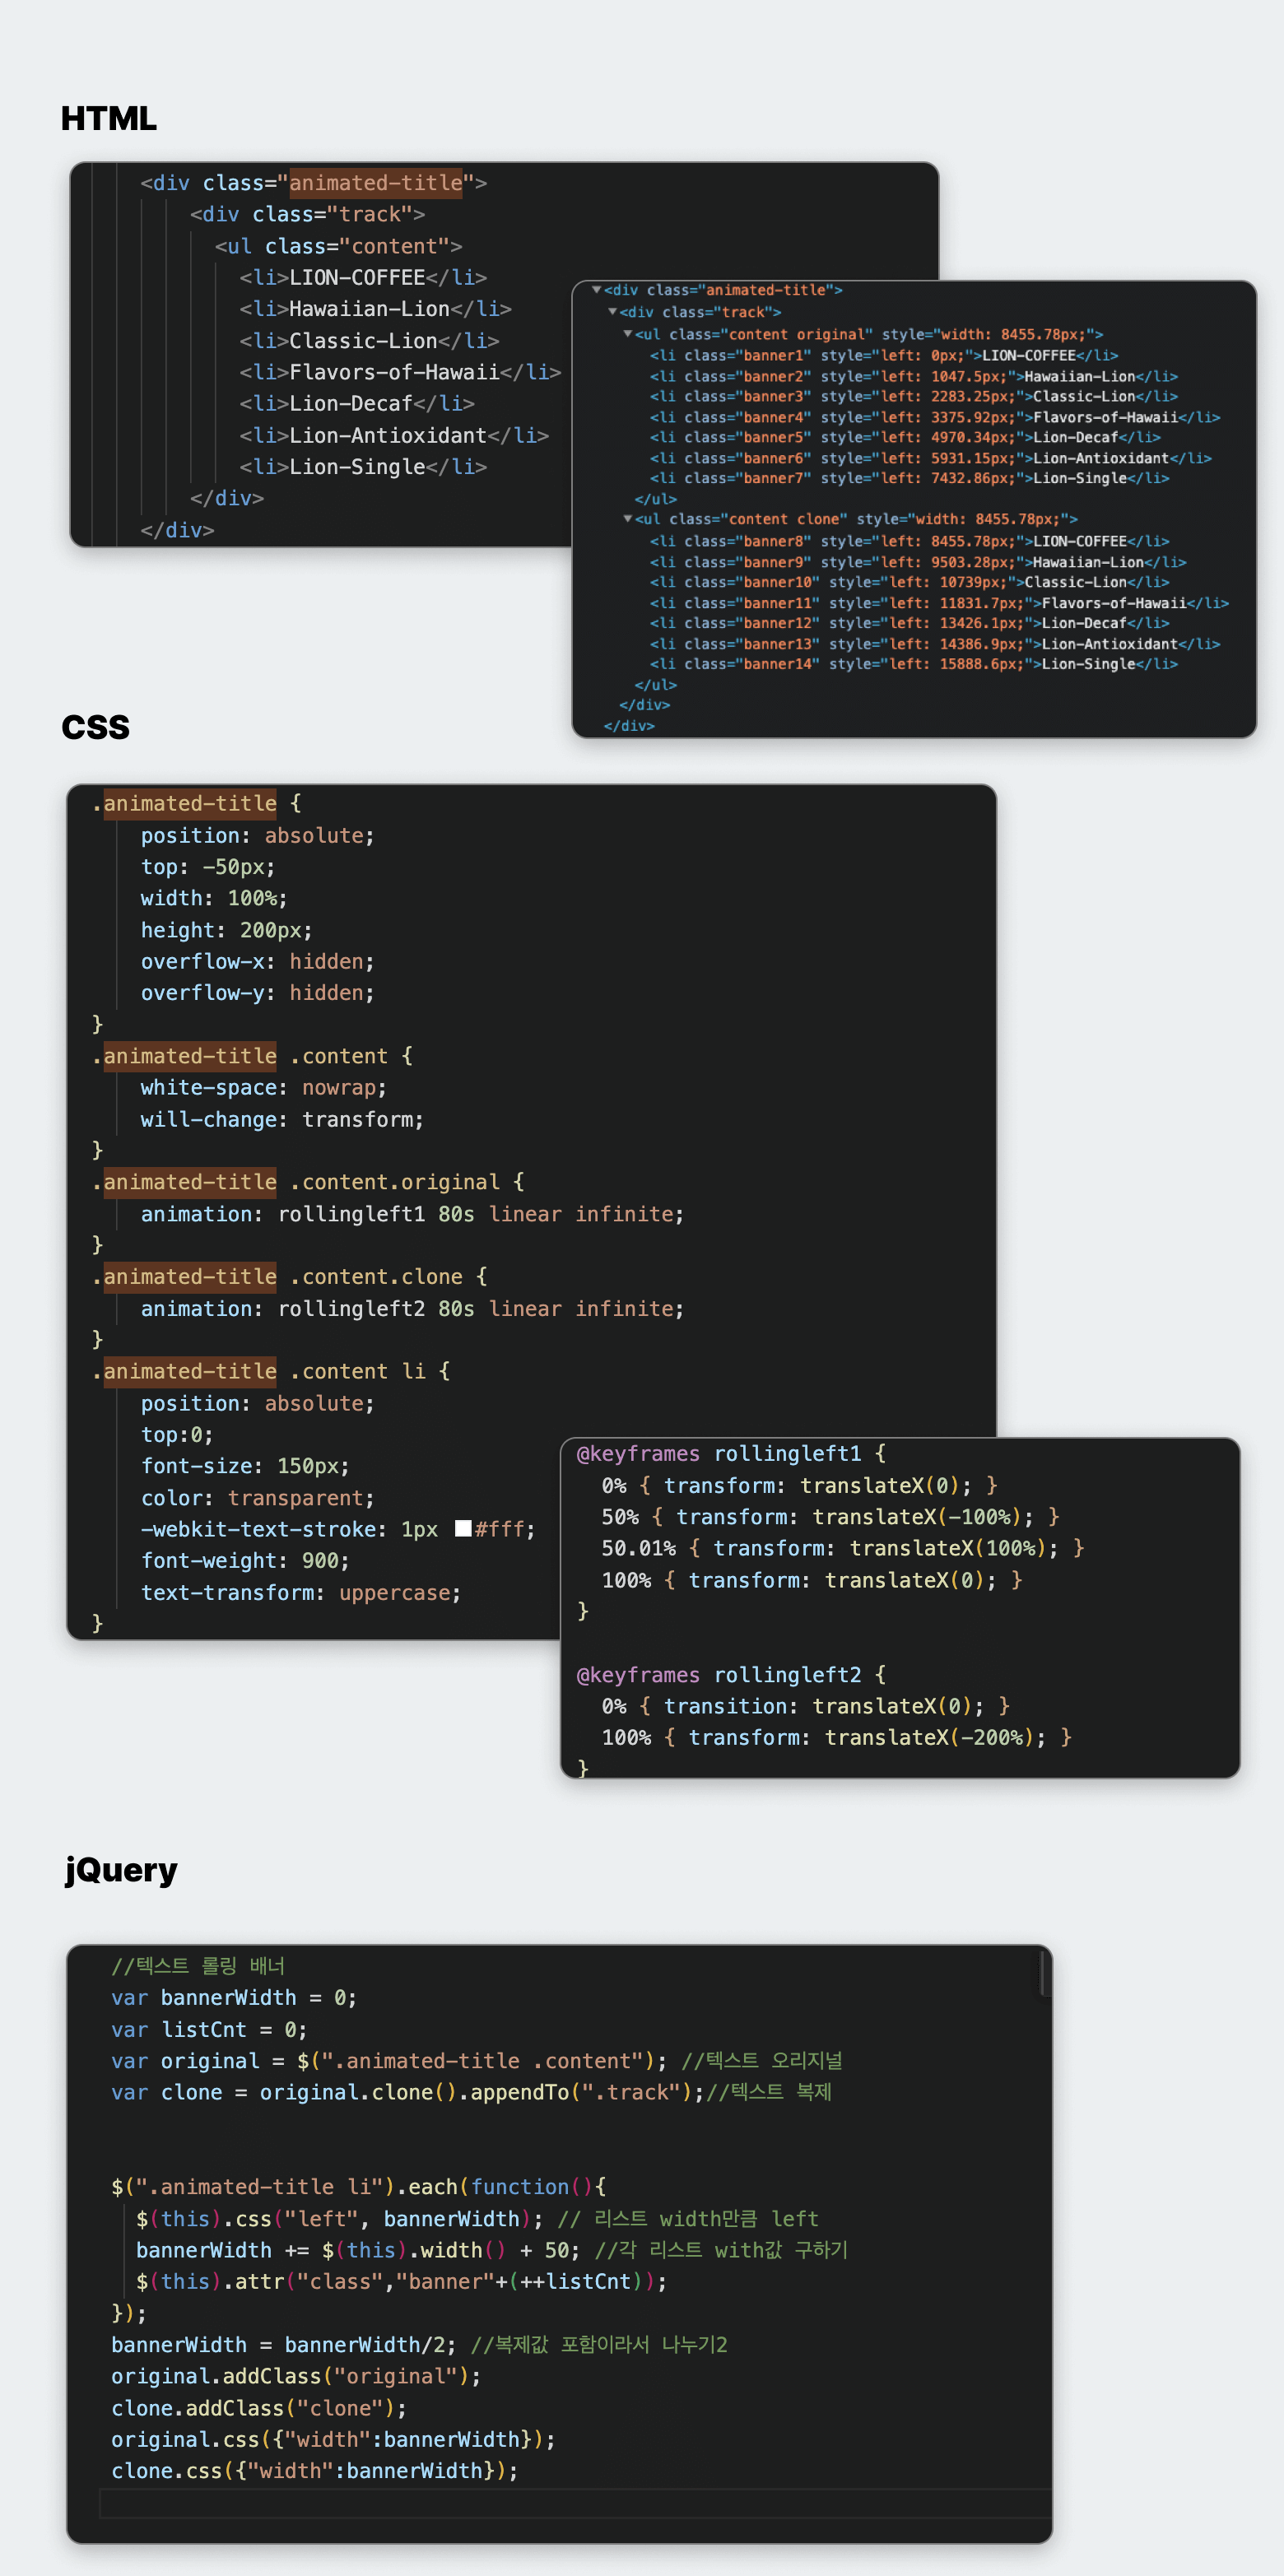 HTML
<div class="animated-title">
<div class="track">
<ul class="content">
<li>LION-COFFEE</li>
<li>Hawaiian-Lion</li>
<li>Classic-Lion</li>
<li>Flavors-of-Hawaii</li>
<li>Lion-Decaf</li>
<li>Lion-Antioxidant</li>
<li>Lion-Single</li>
</div>
</div>
<div class="animated-title">
<div class="track">
<ul class="content original" style="width: 8455.78px;">
<li class="banner1" style="left: 0px;">LION-COFFEE</li>
<li class="banner2" style="left: 1047.5px;">Hawaiian-Lion</li>
<li class="banner3" style="left: 2283.25px;">Classic-Lion</li>
<li class="banner4" style="left: 3375.92px;">Flavors-of-Hawaii</li>
<li class="banner5" style="left: 4970.34px;">Lion-Decaf</li>
<li class="banner6" style="left: 5931.15px;">Lion-Antioxidant</li>
<li class="banner7" style="left: 7432.86px;">Lion-Single</li>
</ul>
<ul class="content clone" style="width: 8455.78px;">
<li class="banner8" style="left: 8455.78px;">LION-COFFEE</li>
<li class="banner9" style="left: 9503.28px;">Hawaiian-Lion</li>
<li class="banner10" style="left: 10739px;">Classic-Lion</li>
<li class="banner11" style="left: 11831.7px;">Flavors-of-Hawaii</li>
<li class="banner12" style="left: 13426.1px;">Lion-Decaf</li>
<li class="banner13" style="left: 14386.9px;">Lion-Antioxidant</li>
<li class="banner14" style="left: 15888.6px;">Lion-Single</li>
</ul>
</div>
</div>
CSS
.animated-title {
position: absolute;
top: -50px;
width: 100%;
height: 200px;
overflow-x: hidden;
overflow-y: hidden;
}
.animated-title .content {
white-space: nowrap;
will-change: transform;
}
.animated-title .content.original {
animation: rollingleft1 80s linear infinite;
}
.animated-title .content.clone {
animation: rollingleft2 80s linear infinite;
}
.animated-title .content li {
position: absolute;
top:0;
font-size: 150px;
color: transparent;
-webkit-text-stroke: 1px #fff;
font-weight: 900;
text-transform: uppercase;
}
@keyframes rollingleft1 {
0% { transform: translateX(0); }
50% { transform: translateX(-100%); }
50.01% { transform: translateX(100%); }
100% { transform: translateX(0); }
}
@keyframes rollingleft2 {
0% { transition: translateX(0); }
100% { transform: translateX(-200%); }
}
jQuery
//텍스트 롤링 배너
var bannerWidth = 0;
var listCnt = 0;
var original = $(".animated-title .content"); //텍스트 오리지널
var clone = original.clone().appendTo(".track");//텍스트 복제
$(".animated-title li").each(function(){
$(this).css("left", bannerWidth); // 리스트 width만큼 left
bannerWidth += $(this).width() + 50; //각 리스트 with값 구하기
$(this).attr("class","banner"+(++listCnt));
});
bannerWidth = bannerWidth/2; //복제값 포함이라서 나누기2
original.addClass("original");
clone.addClass("clone");
original.css({"width":bannerWidth});
clone.css({"width":bannerWidth});